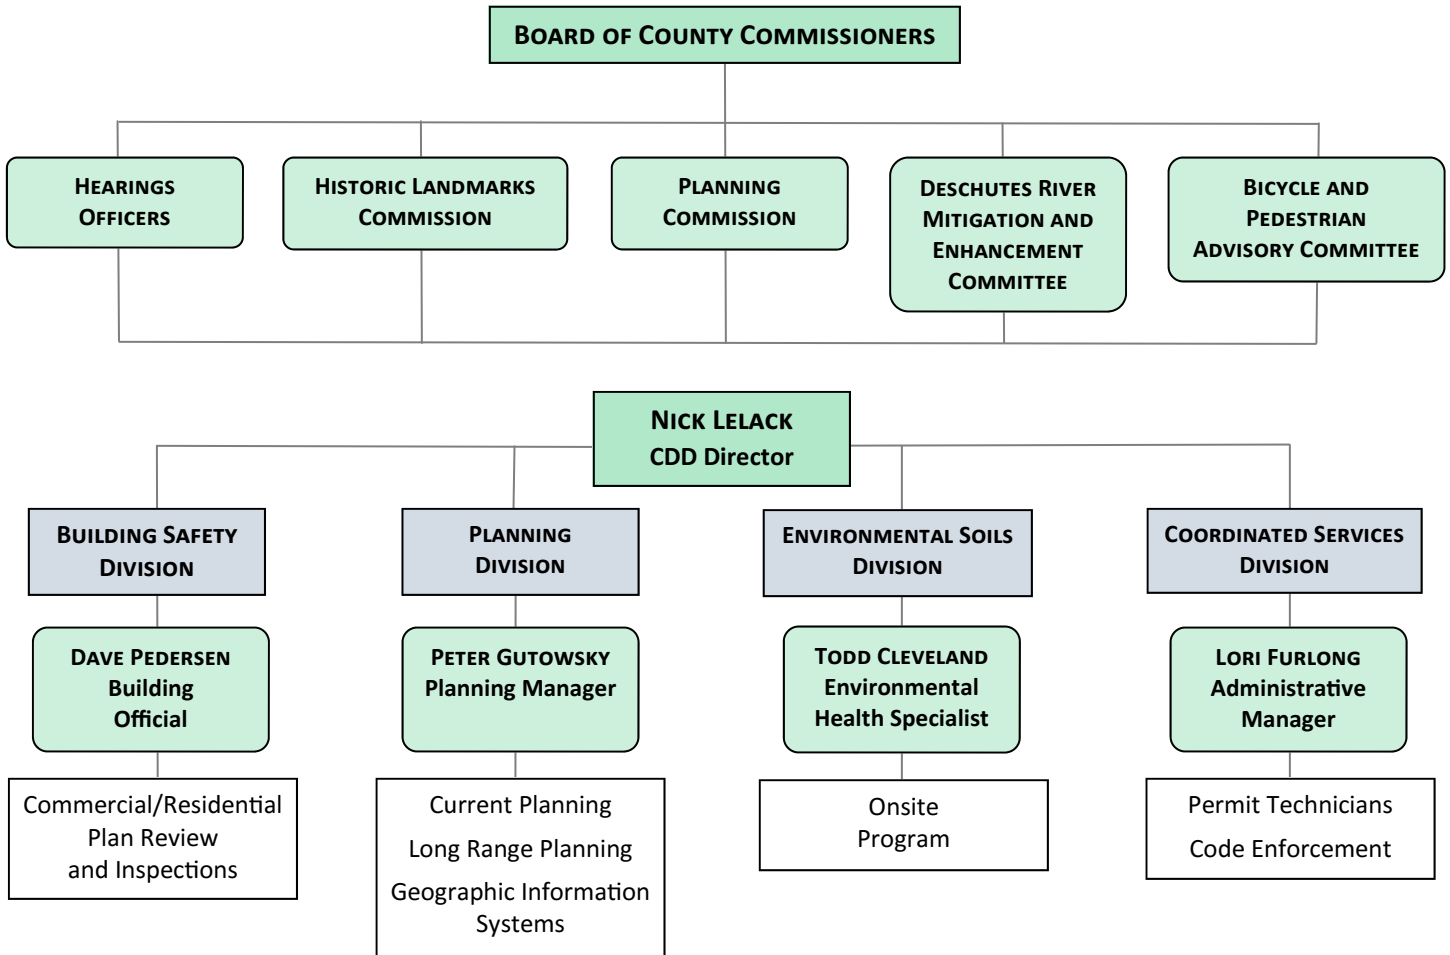 BOARD OF COUNTY COMMISSIONERS
HEARINGS
OFFICERS
HISTORIC LANDMARKS
COMMISSION
PLANNING
COMMISSION
DESCHUTES RIVER
MITIGATION AND
ENHANCEMENT
COMMITTEE
BICYCLE AND
PEDESTRIAN
ADVISORY COMMITTEE
NICK LELACK
CDD Director
BUILDING SAFETY
DIVISION
PLANNING
DIVISION
ENVIRONMENTAL SOILS
DIVISION
COORDINATED SERVICES
DIVISION
DAVE PEDERSEN
Building
Official
PETER GUTOWSKY
Planning Manager
TODD CLEVELAND
Environmental
Health Specialist
LORI FURLONG
Administrative
Manager
Commercial/Residential
Plan Review
and Inspections
Current Planning
Long Range Planning
Geographic Information
Systems
Onsite
Program
Permit Technicians
Code Enforcement